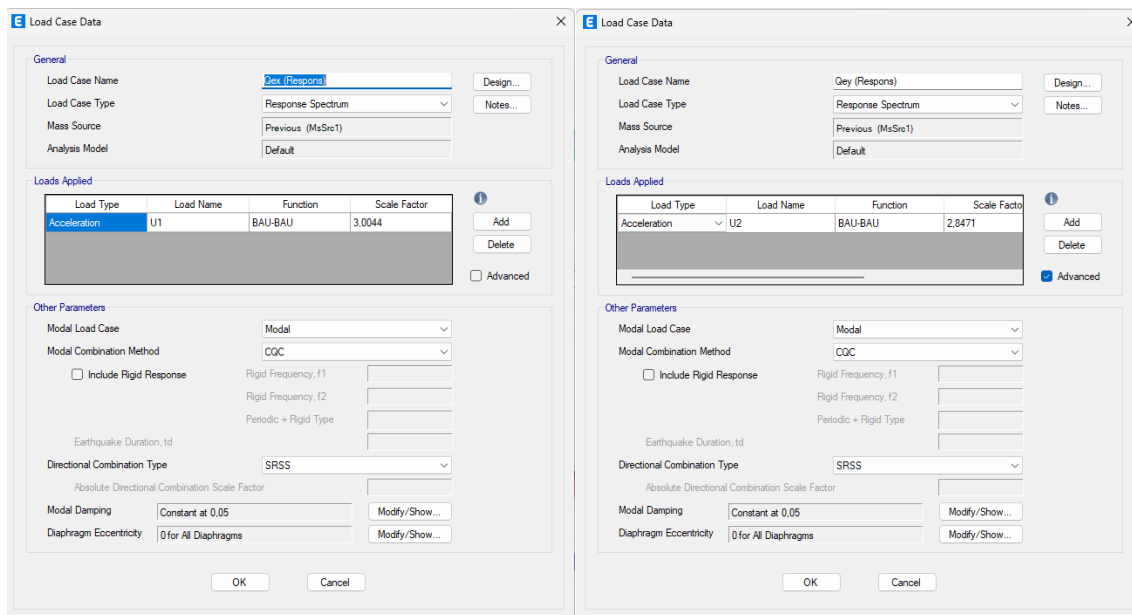 E Load Case Data
General
Load Case Name Qex (Respons) Design...
Load Case Type Response Spectrum Notes...
Mass Source Previous (MsSrc1)
Analysis Model Default
Loads Applied
Load Type Load Name Function Scale Factor
Acceleration U1 BAU-BAU 3,0044 Add
Delete
Advanced
Other Parameters
Modal Load Case Modal
Modal Combination Method CQC
Include Rigid Response Rigid Frequency, f1
Rigid Frequency, f2
Periodic + Rigid Type
Earthquake Duration, td
Directional Combination Type SRSS
Absolute Directional Combination Scale Factor
Modal Damping Constant at 0,05 Modify/Show...
Diaphragm Eccentricity 0 for All Diaphragms Modify/Show...
OK Cancel
E Load Case Data
General
Load Case Name Qey (Respons) Design...
Load Case Type Response Spectrum Notes...
Mass Source Previous (MsSrc1)
Analysis Model Default
Loads Applied
Load Type Load Name Function Scale Facto
Acceleration U2 BAU-BAU 2,8471 Add
Delete
Advanced
Other Parameters
Modal Load Case Modal
Modal Combination Method CQC
Include Rigid Response Rigid Frequency, f1
Rigid Frequency, f2
Periodic + Rigid Type
Earthquake Duration, td
Directional Combination Type SRSS
Absolute Directional Combination Scale Factor
Modal Damping Constant at 0,05 Modify/Show...
Diaphragm Eccentricity 0 for All Diaphragms Modify/Show...
OK Cancel